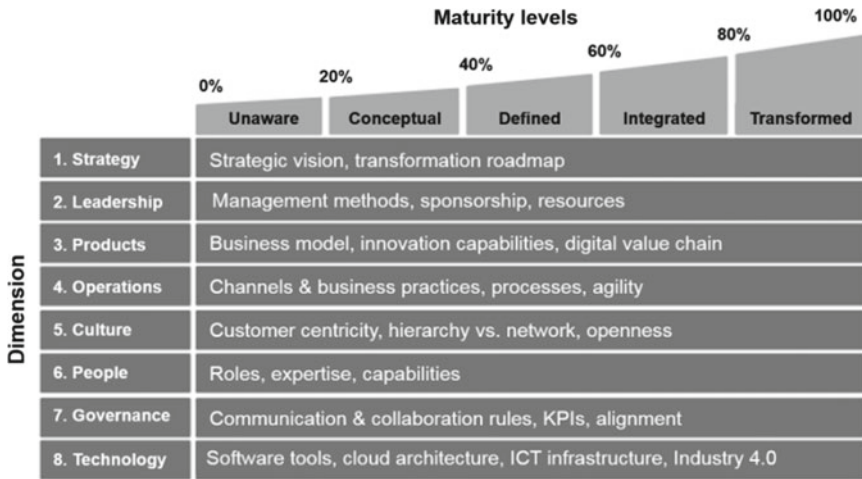 Maturity levels
0% 20% 40% 60% 80% 100%
Unaware Conceptual Defined Integrated Transformed
Dimension
1. Strategy Strategic vision, transformation roadmap
2. Leadership Management methods, sponsorship, resources
3. Products Business model, innovation capabilities, digital value chain
4. Operations Channels & business practices, processes, agility
5. Culture Customer centricity, hierarchy vs. network, openness
6. People Roles, expertise, capabilities
7. Governance Communication & collaboration rules, KPIs, alignment
8. Technology Software tools, cloud architecture, ICT infrastructure, Industry 4.0